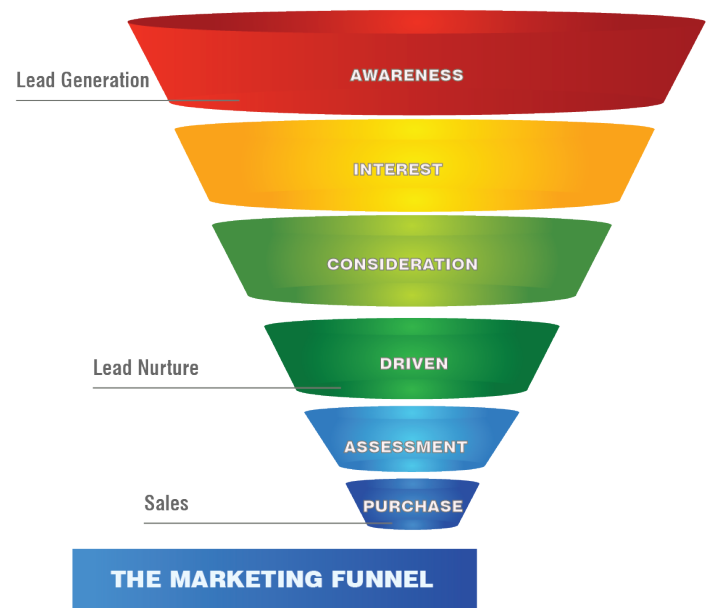 Lead Generation
AWARENESS
INTEREST
CONSIDERATION
Lead Nurture
DRIVEN
ASSESSMENT
Sales
PURCHASE
THE MARKETING FUNNEL